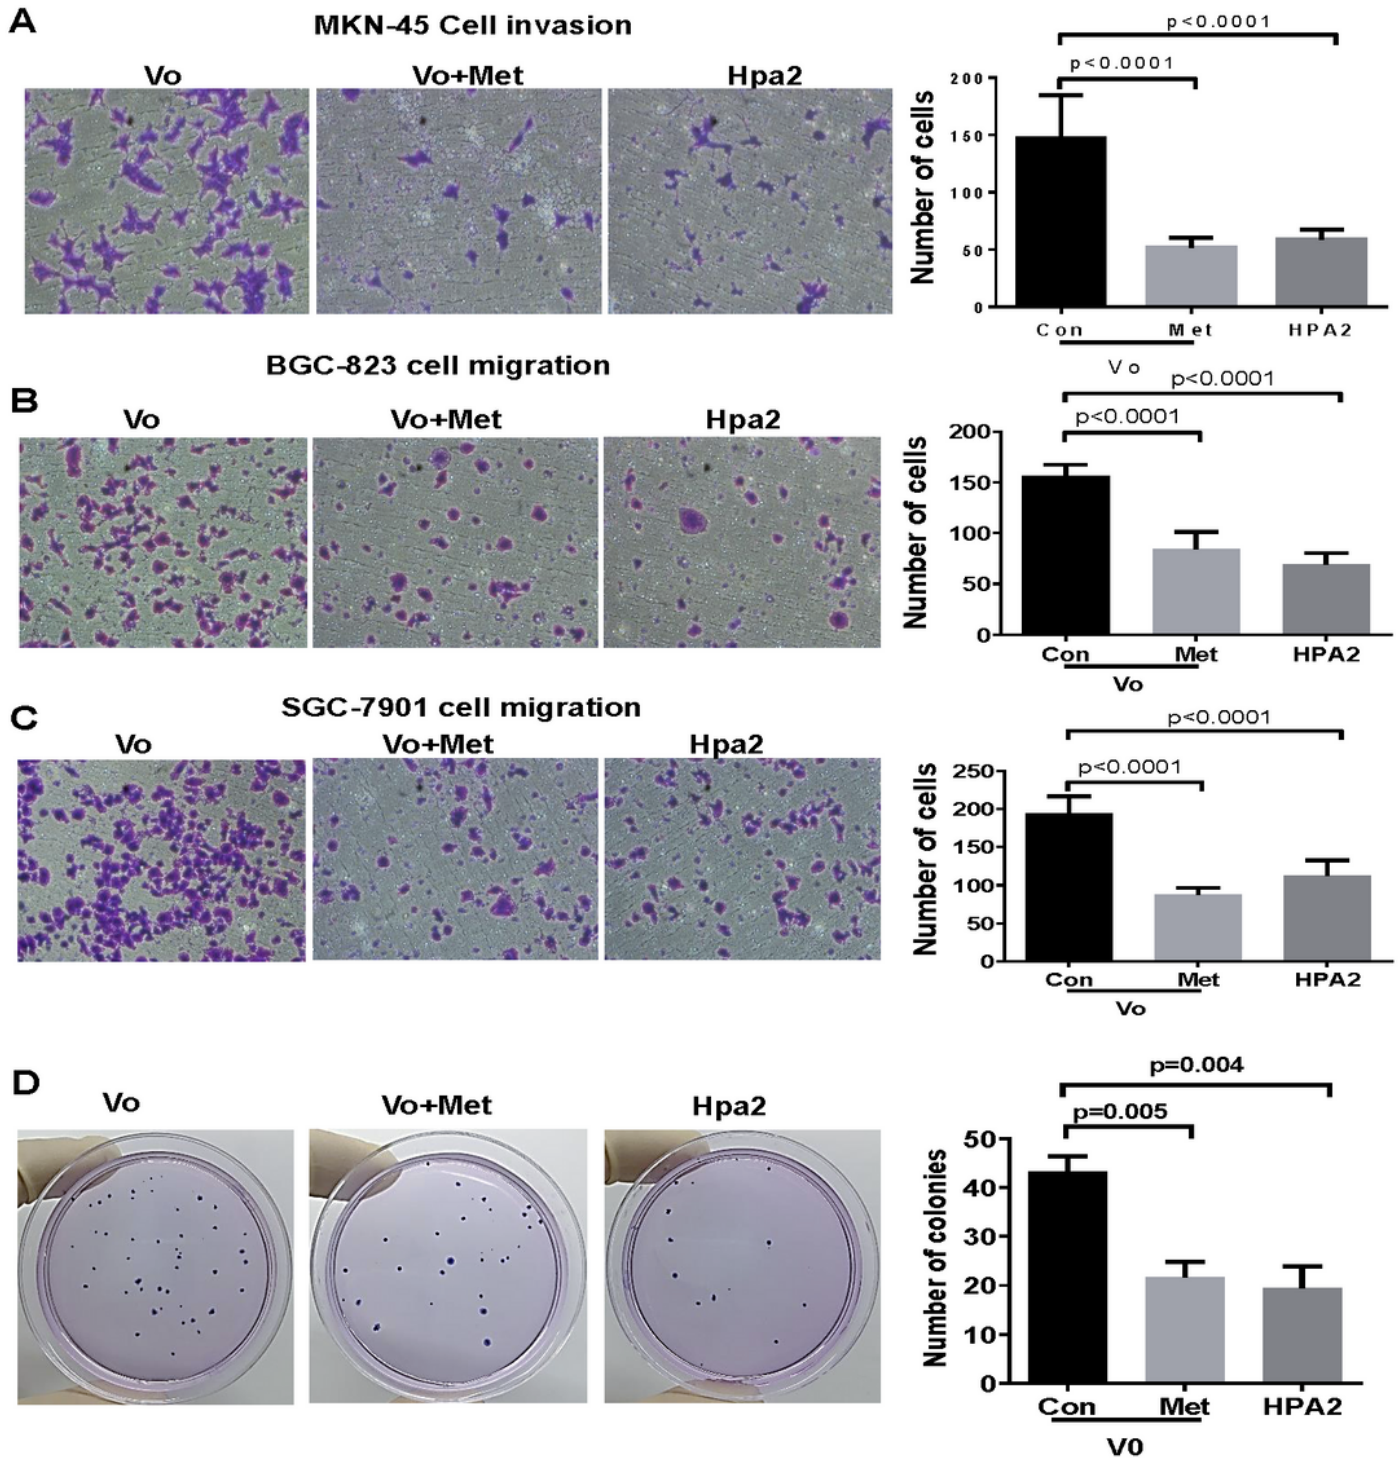 A
MKN-45 Cell invasion
Vo
Vo+Met
Hpa2
p<0.0001
p<0.0001
Number of cells
200
150
100
50
0
Con
Met
HPA2
Vo
B
BGC-823 cell migration
Vo
Vo+Met
Hpa2
p<0.0001
p<0.0001
Number of cells
200
150
100
50
0
Con
Met
HPA2
Vo
C
SGC-7901 cell migration
Vo
Vo+Met
Hpa2
p<0.0001
p<0.0001
Number of cells
250
200
150
100
50
0
Con
Met
HPA2
Vo
D
Vo
Vo+Met
Hpa2
p=0.004
p=0.005
Number of colonies
50
40
30
20
10
0
Con
Met
HPA2
V0